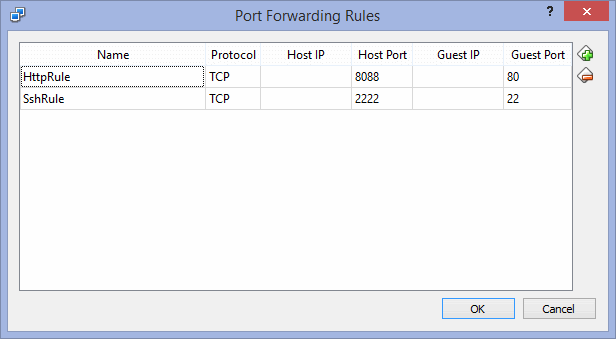 Port Forwarding Rules
?
Name Protocol Host IP Host Port Guest IP Guest Port
HttpRule TCP 8088 80
SshRule TCP 2222 22
OK Cancel